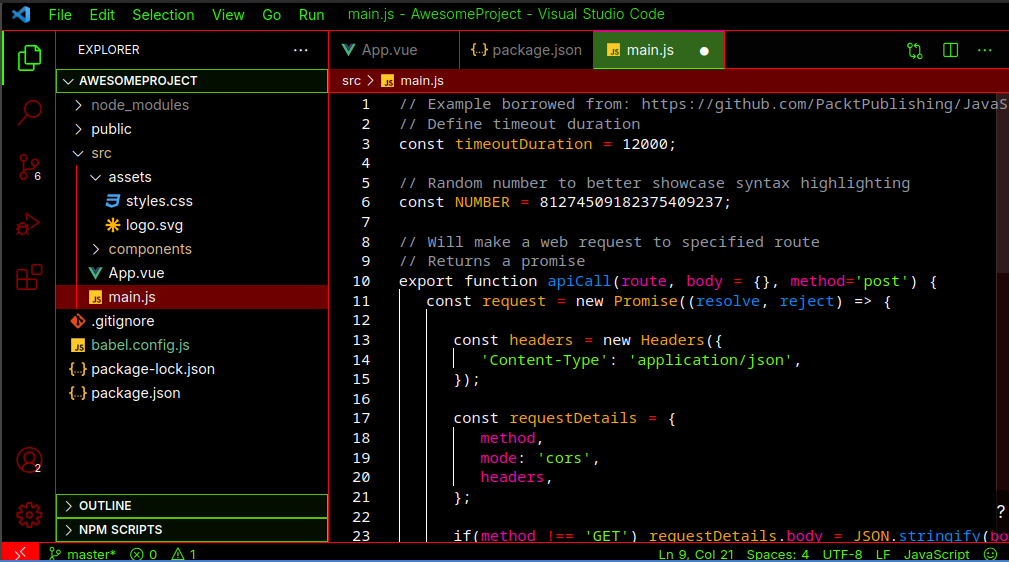 File Edit Selection View Go Run main.js - AwesomeProject - Visual Studio Code
EXPLORER ···
AWESOMEPROJECT
node_modules
public
src
assets
styles.css
logo.svg
components
App.vue
main.js
.gitignore
babel.config.js
package-lock.json
package.json
OUTLINE
NPM SCRIPTS
6
2
App.vue {.} package.json JS main.js
src > JS main.js
1 // Example borrowed from: https://github.com/PacktPublishing/JavaS
2 // Define timeout duration
3 const timeoutDuration = 12000;
4
5 // Random number to better showcase syntax highlighting
6 const NUMBER = 81274509182375409237;
7
8 // Will make a web request to specified route
9 // Returns a promise
10 export function apiCall(route, body = {}, method='post') {
11 const request = new Promise((resolve, reject) => {
12
13 const headers = new Headers({
14 'Content-Type': 'application/json',
15 });
16
17 const requestDetails = {
18 method,
19 mode: 'cors',
20 headers,
21 };
22
23 if(method !== 'GET') requestDetails.body = JSON.stringify(bo
?
master* 0 1 Ln 9, Col 21 Spaces: 4 UTF-8 LF JavaScript